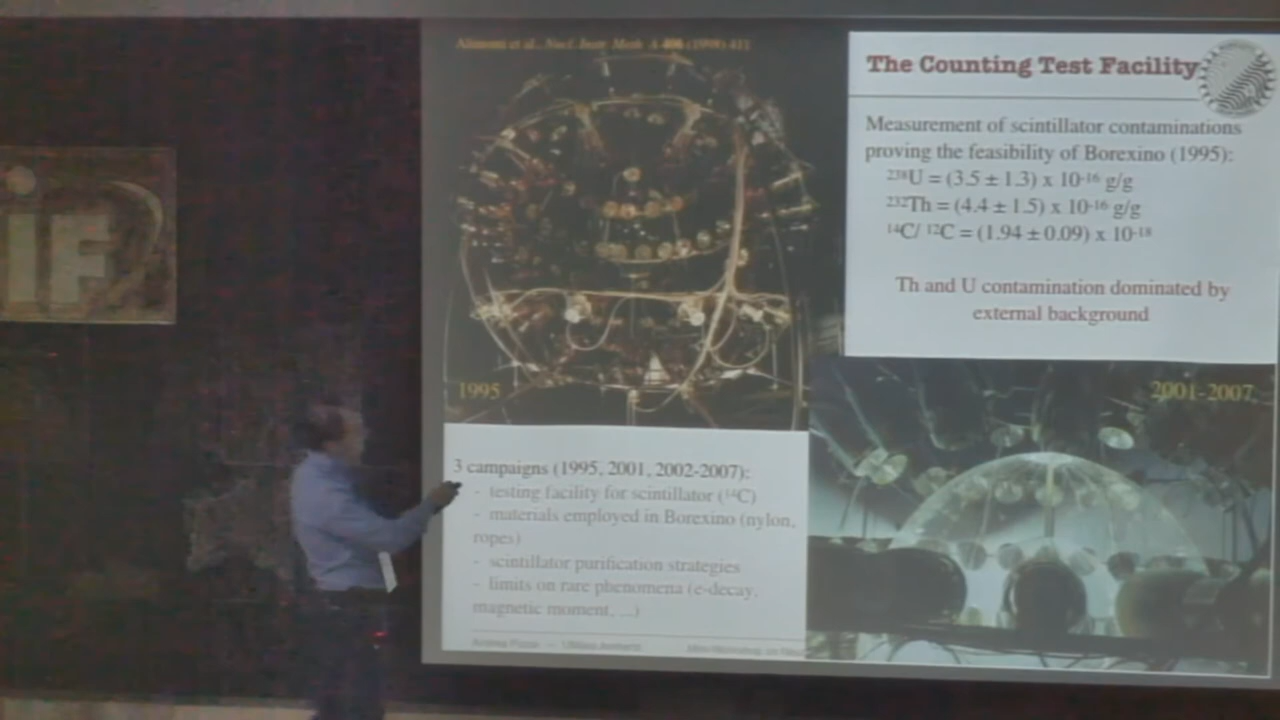 iF
Alimonti et al., Nucl. Instr. Meth. A 406 (1998) 411
The Counting Test Facility
Measurement of scintillator contaminations
proving the feasibility of Borexino (1995):
²³⁸U = (3.5 ± 1.3) x 10⁻¹⁶ g/g
²³²Th = (4.4 ± 1.5) x 10⁻¹⁶ g/g
¹⁴C/ ¹²C = (1.94 ± 0.09) x 10⁻¹⁸
Th and U contamination dominated by
external background
1995
2001-2007
3 campaigns (1995, 2001, 2002-2007):
- testing facility for scintillator (¹⁴C)
- materials employed in Borexino (nylon,
ropes)
- scintillator purification strategies
- limits on rare phenomena (e-decay,
magnetic moment, ...)
Andrea